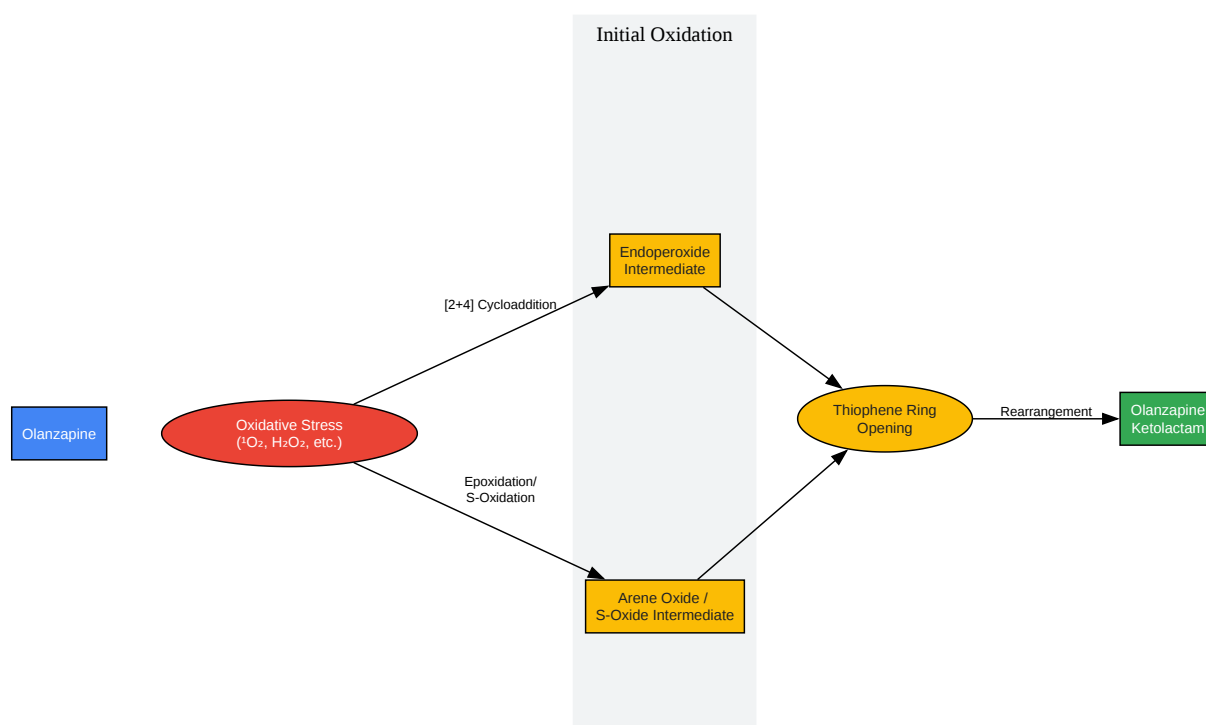 Initial Oxidation
Endoperoxide
Intermediate
[2+4] Cycloaddition
Olanzapine
Oxidative Stress
(¹O₂, H₂O₂, etc.)
Thiophene Ring
Opening
Rearrangement
Olanzapine
Ketolactam
Epoxidation/
S-Oxidation
Arene Oxide /
S-Oxide Intermediate